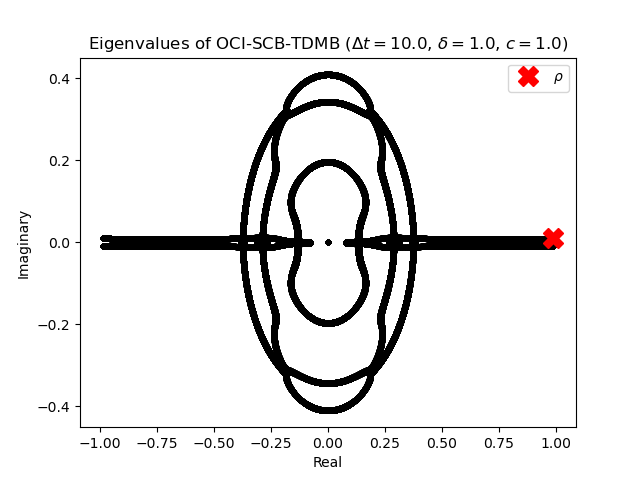 Eigenvalues of OCI-SCB-TDMB (Δt = 10.0, δ = 1.0, c = 1.0)
ρ
0.4
0.2
0.0
−0.2
−0.4
Imaginary
−1.00 −0.75 −0.50 −0.25 0.00 0.25 0.50 0.75 1.00
Real